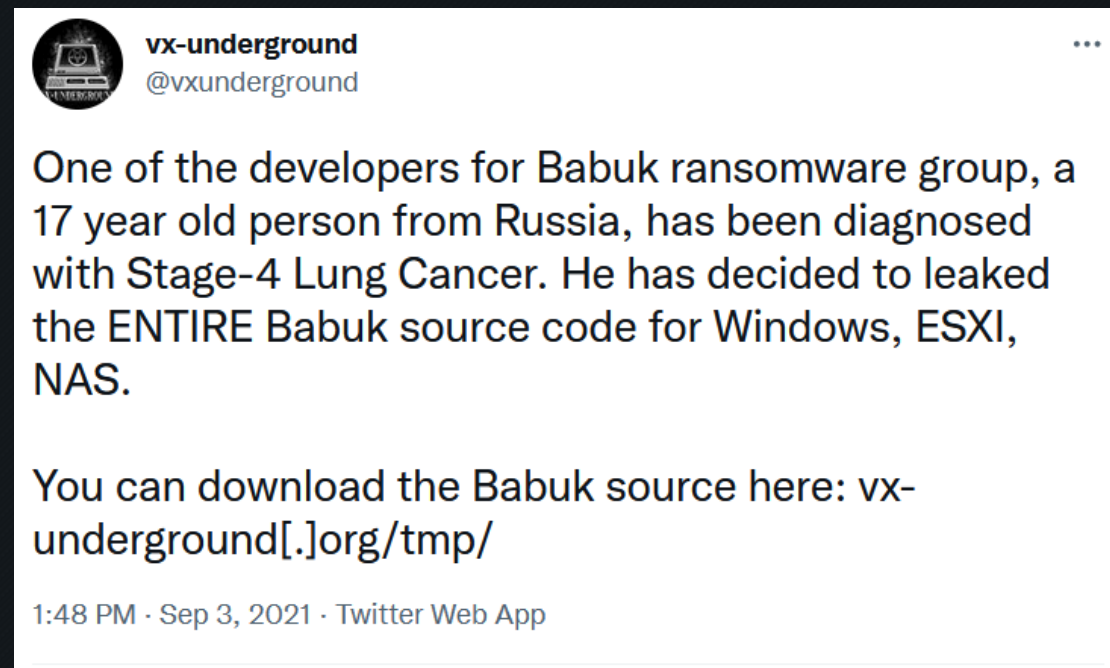 vx-underground
@vxunderground
One of the developers for Babuk ransomware group, a
17 year old person from Russia, has been diagnosed
with Stage-4 Lung Cancer. He has decided to leaked
the ENTIRE Babuk source code for Windows, ESXI,
NAS.
You can download the Babuk source here: vx-
underground[.]org/tmp/
1:48 PM · Sep 3, 2021 · Twitter Web App